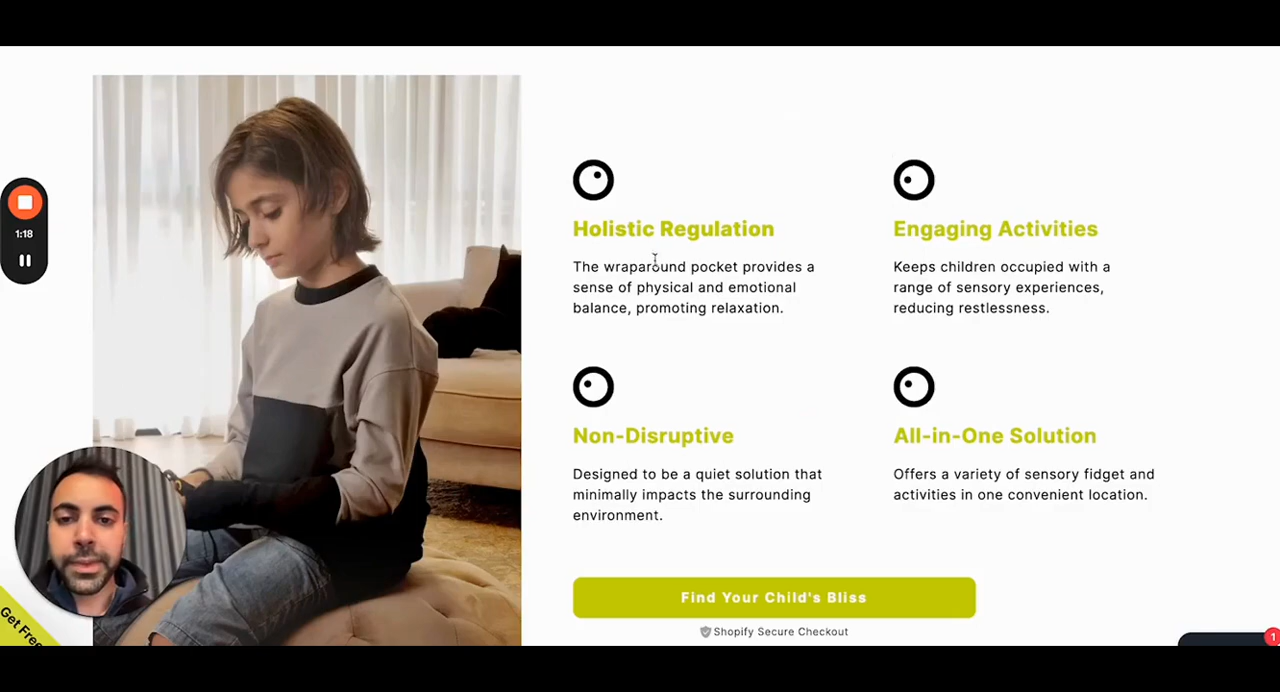 1:18
Holistic Regulation
The wraparound pocket provides a
sense of physical and emotional
balance, promoting relaxation.
Engaging Activities
Keeps children occupied with a
range of sensory experiences,
reducing restlessness.
Non-Disruptive
Designed to be a quiet solution that
minimally impacts the surrounding
environment.
All-in-One Solution
Offers a variety of sensory fidget and
activities in one convenient location.
Find Your Child's Bliss
Shopify Secure Checkout
Get Free
1